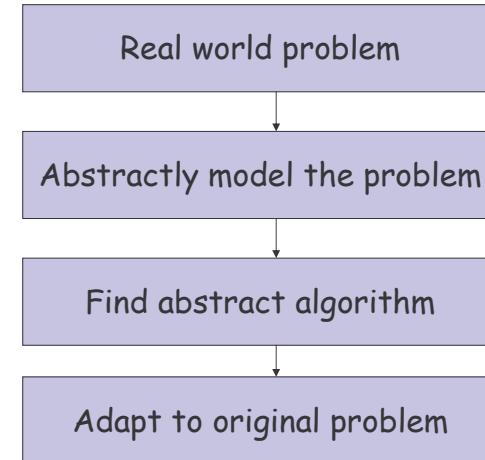 Real world problem
Abstractly model the problem
Find abstract algorithm
Adapt to original problem